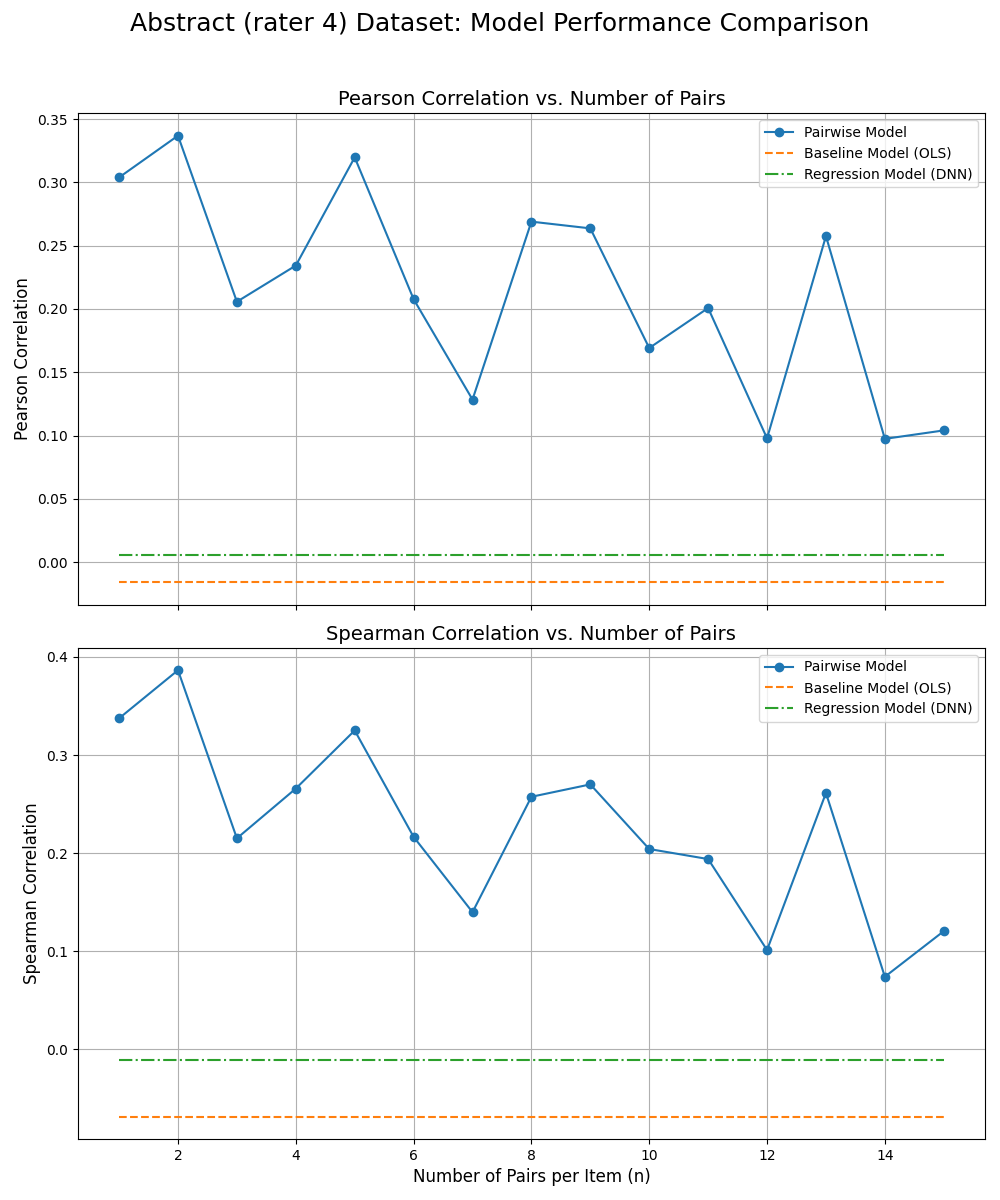 Abstract (rater 4) Dataset: Model Performance Comparison
Pearson Correlation vs. Number of Pairs
Pearson Correlation
0.35
0.30
0.25
0.20
0.15
0.10
0.05
0.00
Pairwise Model
Baseline Model (OLS)
Regression Model (DNN)
Spearman Correlation vs. Number of Pairs
Spearman Correlation
0.4
0.3
0.2
0.1
0.0
Pairwise Model
Baseline Model (OLS)
Regression Model (DNN)
2 4 6 8 10 12 14
Number of Pairs per Item (n)